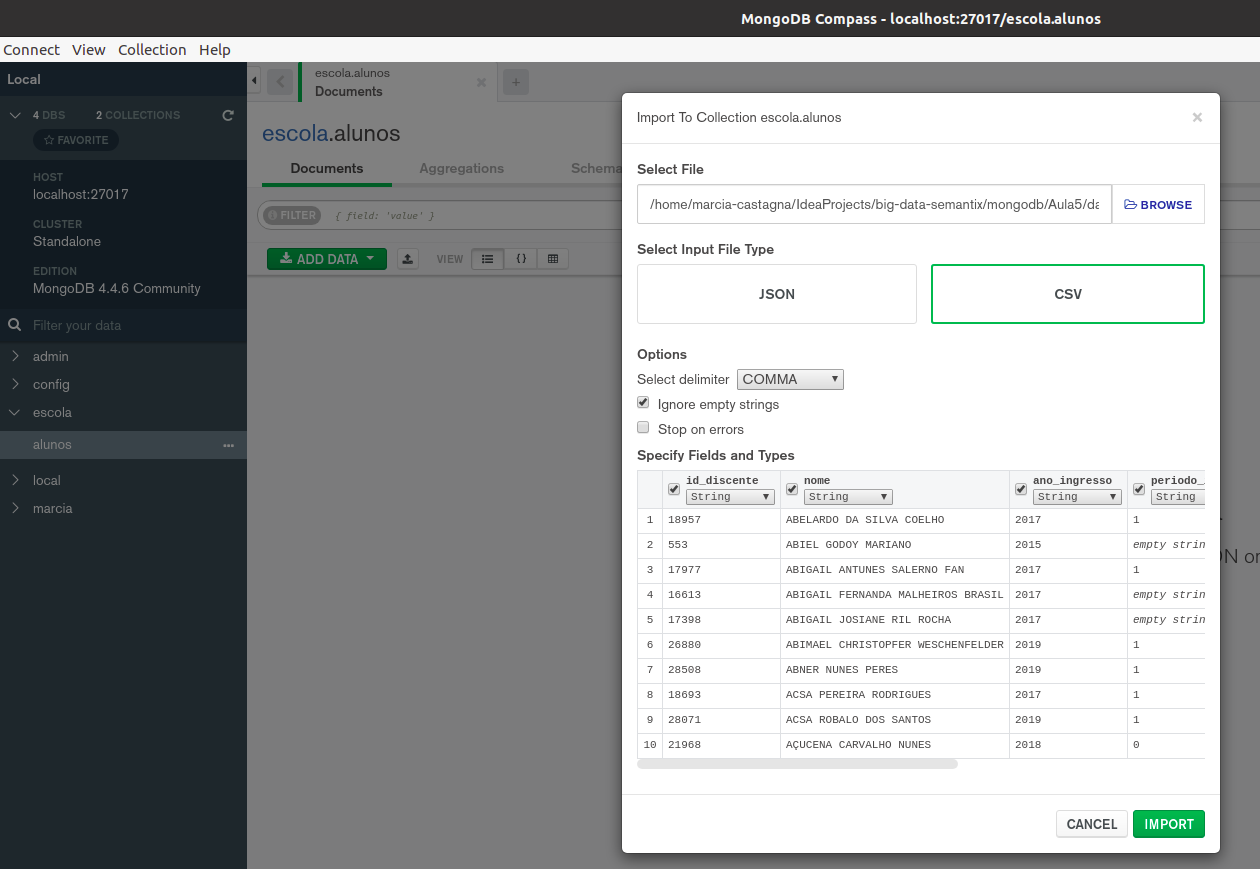 MongoDB Compass - localhost:27017/escola.alunos
Connect View Collection Help
Local
4 DBS 2 COLLECTIONS
FAVORITE
HOST
localhost:27017
CLUSTER
Standalone
EDITION
MongoDB 4.4.6 Community
Filter your data
admin
config
escola
alunos
local
marcia
escola.alunos
Documents
escola.alunos
Documents Aggregations Schema
FILTER { field: 'value' }
ADD DATA VIEW { }
Import To Collection escola.alunos
Select File
/home/marcia-castagna/IdeaProjects/big-data-semantix/mongodb/Aula5/da BROWSE
Select Input File Type
JSON CSV
Options
Select delimiter COMMA
Ignore empty strings
Stop on errors
Specify Fields and Types
id_discente nome ano_ingresso periodo_
String String String String
1 18957 ABELARDO DA SILVA COELHO 2017 1
2 553 ABIEL GODOY MARIANO 2015 empty strin
3 17977 ABIGAIL ANTUNES SALERNO FAN 2017 1
4 16613 ABIGAIL FERNANDA MALHEIROS BRASIL 2017 empty strin
5 17398 ABIGAIL JOSIANE RIL ROCHA 2017 empty strin
6 26880 ABIMAEL CHRISTOPFER WESCHENFELDER 2019 1
7 28508 ABNER NUNES PERES 2019 1
8 18693 ACSA PEREIRA RODRIGUES 2017 1
9 28071 ACSA ROBALO DOS SANTOS 2019 1
10 21968 AÇUCENA CARVALHO NUNES 2018 0
CANCEL IMPORT